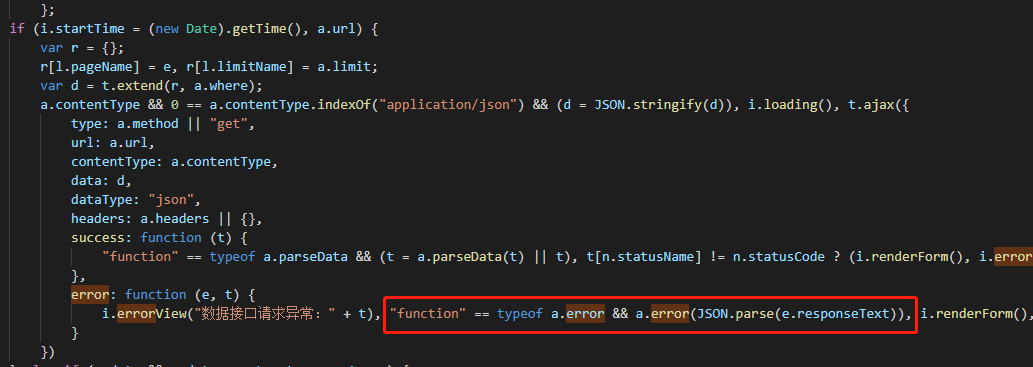 };
if (i.startTime = (new Date).getTime(), a.url) {
var r = {};
r[l.pageName] = e, r[l.limitName] = a.limit;
var d = t.extend(r, a.where);
a.contentType && 0 == a.contentType.indexOf("application/json") && (d = JSON.stringify(d)), i.loading(), t.ajax({
type: a.method || "get",
url: a.url,
contentType: a.contentType,
data: d,
dataType: "json",
headers: a.headers || {},
success: function (t) {
"function" == typeof a.parseData && (t = a.parseData(t) || t), t[n.statusName] != n.statusCode ? (i.renderForm(), i.error
},
error: function (e, t) {
i.errorView("数据接口请求异常：" + t), "function" == typeof a.error && a.error(JSON.parse(e.responseText)), i.renderForm(),
}
})